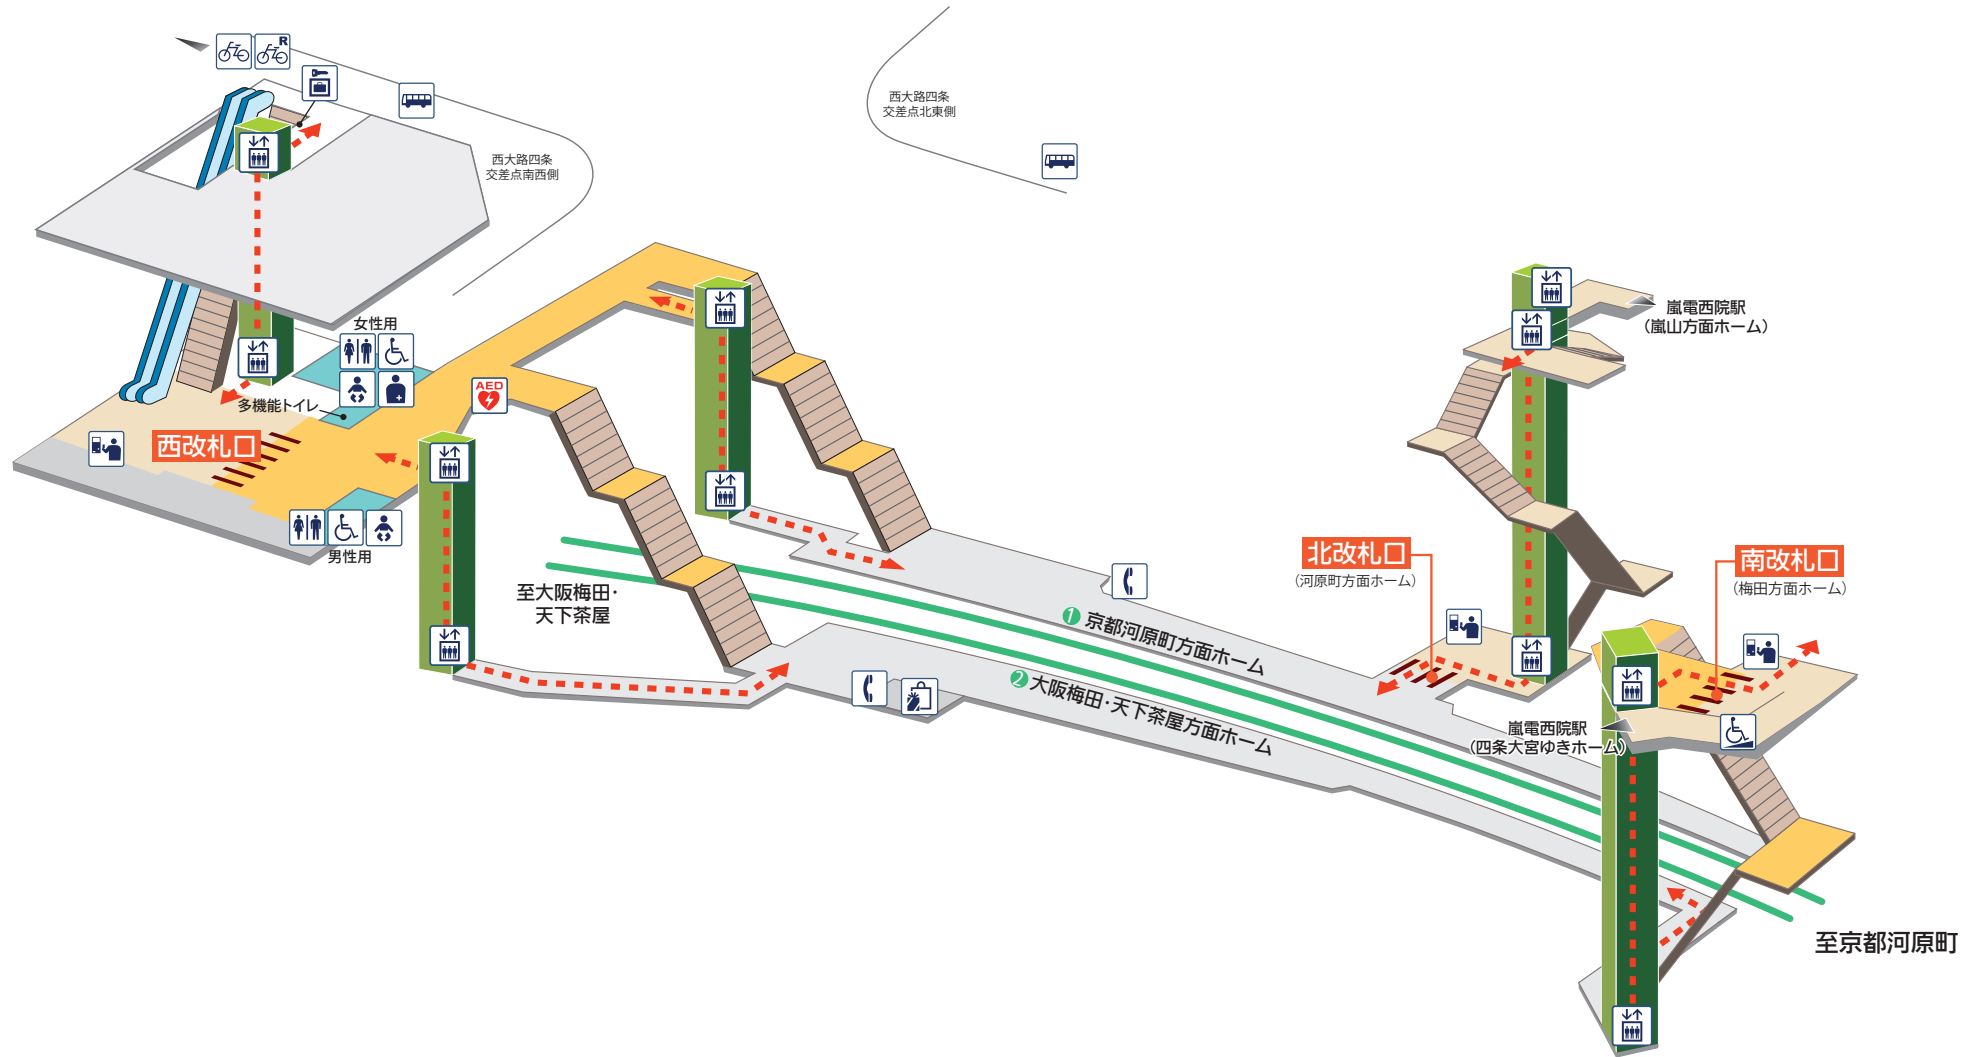 R
西大路四条
交差点南西側
西大路四条
交差点北東側
女性用
多機能トイレ
AED
西改札口
男性用
至大阪梅田・
天下茶屋
1 京都河原町方面ホーム
2 大阪梅田・天下茶屋方面ホーム
嵐電西院駅
（嵐山方面ホーム）
北改札口
（河原町方面ホーム）
南改札口
（梅田方面ホーム）
嵐電西院駅
（四条大宮ゆきホーム）
至京都河原町